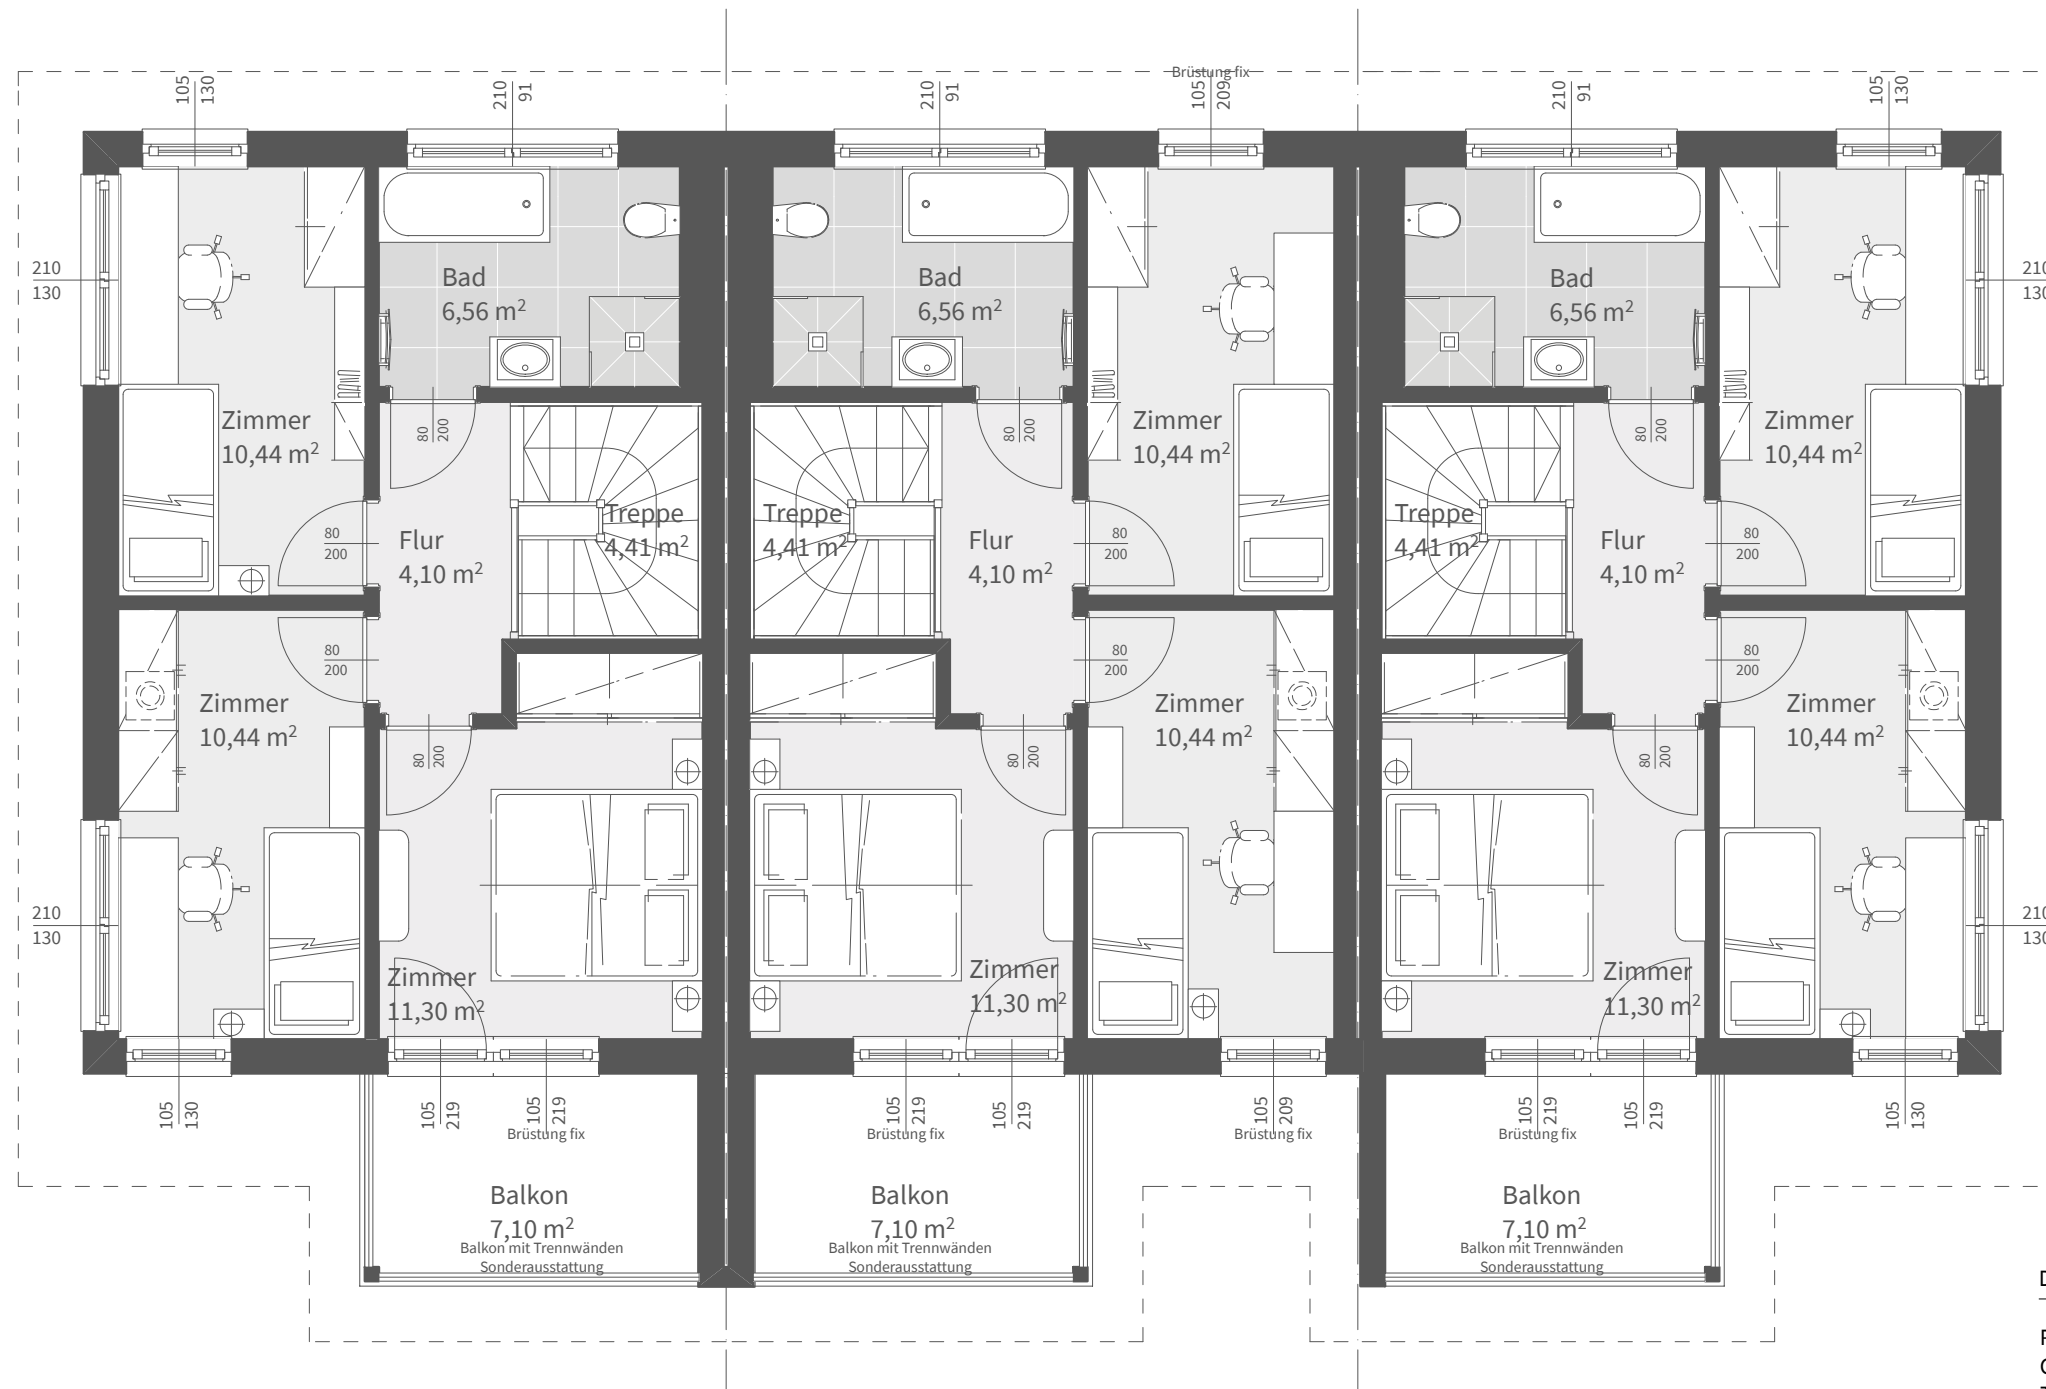 Brüstung fix
105
130
210
91
210
91
105
209
210
91
105
130
210
130
210
130
Bad
6,56 m²
Bad
6,56 m²
Bad
6,56 m²
Zimmer
10,44 m²
80
200
80
200
Zimmer
10,44 m²
80
200
Zimmer
10,44 m²
Treppe
4,41 m²
Treppe
4,41 m²
Treppe
4,41 m²
80
200
Flur
4,10 m²
Flur
4,10 m²
80
200
Flur
4,10 m²
80
200
80
200
80
200
80
200
Zimmer
10,44 m²
Zimmer
10,44 m²
Zimmer
10,44 m²
80
200
80
200
80
200
210
130
210
130
Zimmer
11,30 m²
Zimmer
11,30 m²
Zimmer
11,30 m²
105
130
105
219
105
219
105
219
105
219
105
209
105
219
105
219
105
130
Brüstung fix
Brüstung fix
Brüstung fix
Brüstung fix
Balkon
7,10 m²
Balkon mit Trennwänden
Sonderausstattung
Balkon
7,10 m²
Balkon mit Trennwänden
Sonderausstattung
Balkon
7,10 m²
Balkon mit Trennwänden
Sonderausstattung